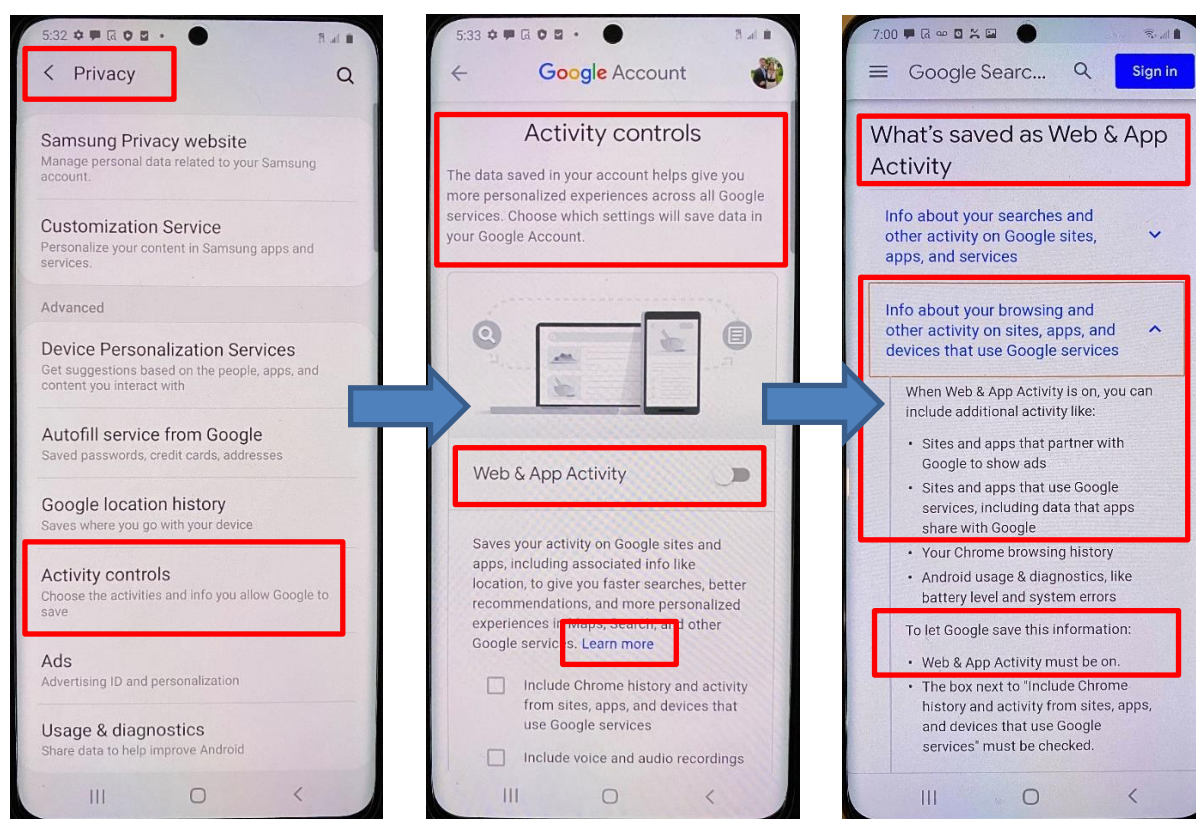 5:32
Privacy
Samsung Privacy website
Manage personal data related to your Samsung
account.
Customization Service
Personalize your content in Samsung apps and
services.
Advanced
Device Personalization Services
Get suggestions based on the people, apps, and
content you interact with
Autofill service from Google
Saved passwords, credit cards, addresses
Google location history
Saves where you go with your device
Activity controls
Choose the activities and info you allow Google to
save
Ads
Advertising ID and personalization
Usage & diagnostics
Share data to help improve Android
5:33
Google Account
Activity controls
The data saved in your account helps give you
more personalized experiences across all Google
services. Choose which settings will save data in
your Google Account.
Web & App Activity
Saves your activity on Google sites and
apps, including associated info like
location, to give you faster searches, better
recommendations, and more personalized
experiences in Maps, Search, and other
Google services. Learn more
Include Chrome history and activity
from sites, apps, and devices that
use Google services
Include voice and audio recordings
7:00
Google Searc...
Sign in
What's saved as Web & App
Activity
Info about your searches and
other activity on Google sites,
apps, and services
Info about your browsing and
other activity on sites, apps, and
devices that use Google services
When Web & App Activity is on, you can
include additional activity like:
• Sites and apps that partner with
Google to show ads
• Sites and apps that use Google
services, including data that apps
share with Google
• Your Chrome browsing history
• Android usage & diagnostics, like
battery level and system errors
To let Google save this information:
• Web & App Activity must be on.
• The box next to "Include Chrome
history and activity from sites, apps,
and devices that use Google
services" must be checked.